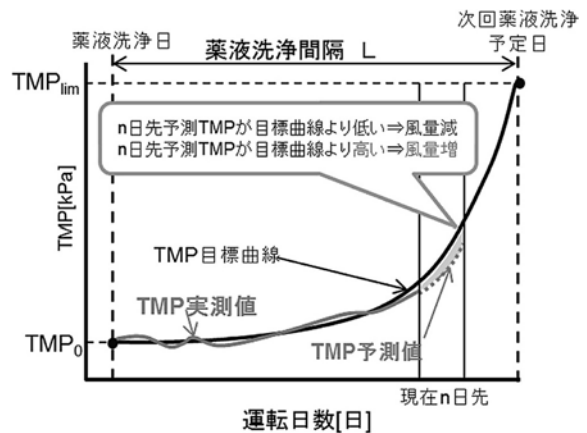 薬液洗浄日
次回薬液洗浄
予定日
薬液洗浄間隔 L
TMPlim
n日先予測TMPが目標曲線より低い⇒風量減
n日先予測TMPが目標曲線より高い⇒風量増
TMP[kPa]
TMP目標曲線
TMP実測値
TMP予測値
TMP0
現在n日先
運転日数[日]